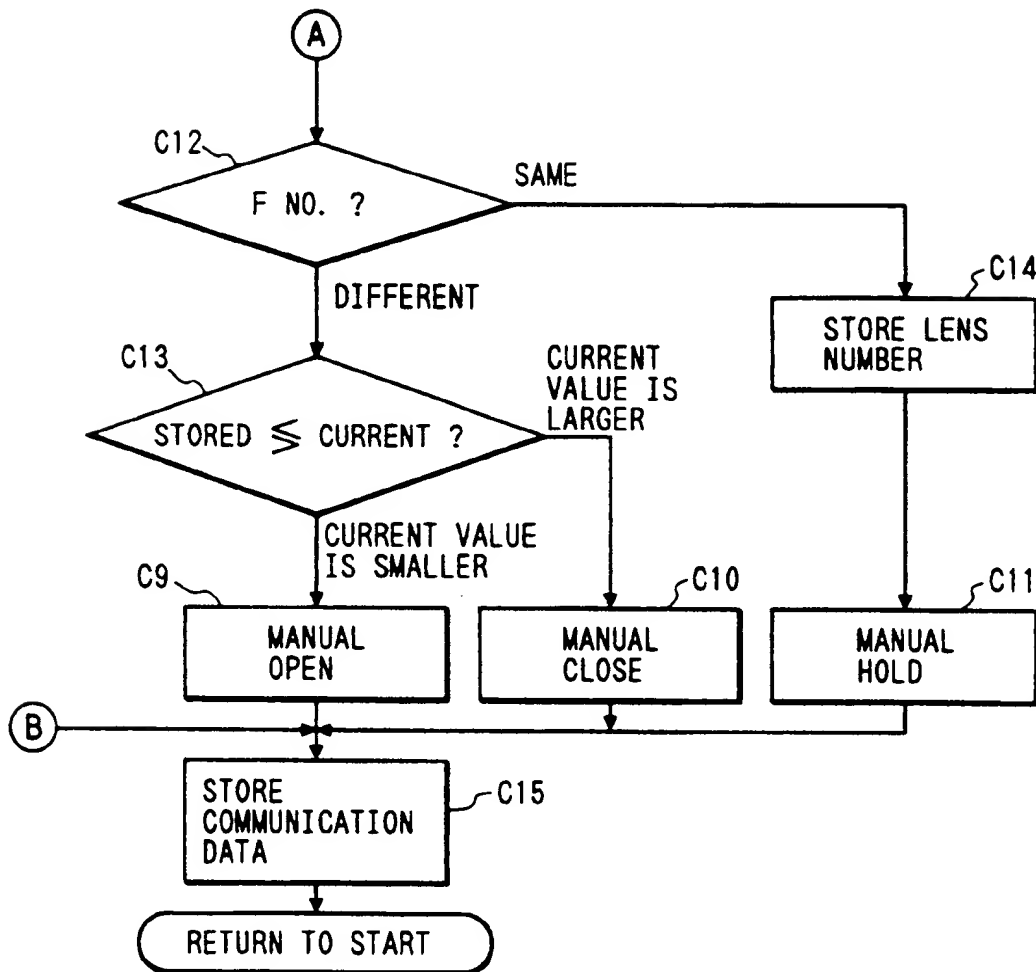 A
C12
F NO. ?
SAME
DIFFERENT
C14
STORE LENS
NUMBER
C13
STORED ≶ CURRENT ?
CURRENT
VALUE IS
LARGER
CURRENT VALUE
IS SMALLER
C9
MANUAL
OPEN
C10
MANUAL
CLOSE
C11
MANUAL
HOLD
B
STORE
COMMUNICATION
DATA
C15
RETURN TO START